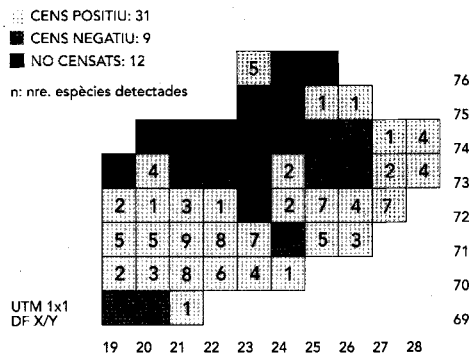 CENS POSITIU: 31
CENS NEGATIU: 9
NO CENSATS: 12
n: nre. espècies detectades
5
76
1 1
75
1 4
74
4 2 2 4
73
2 1 3 1 2 7 4 7
72
5 5 9 8 7 5 3
71
2 3 8 6 4 1
70
UTM 1x1
DF X/Y
1
69
19 20 21 22 23 24 25 26 27 28